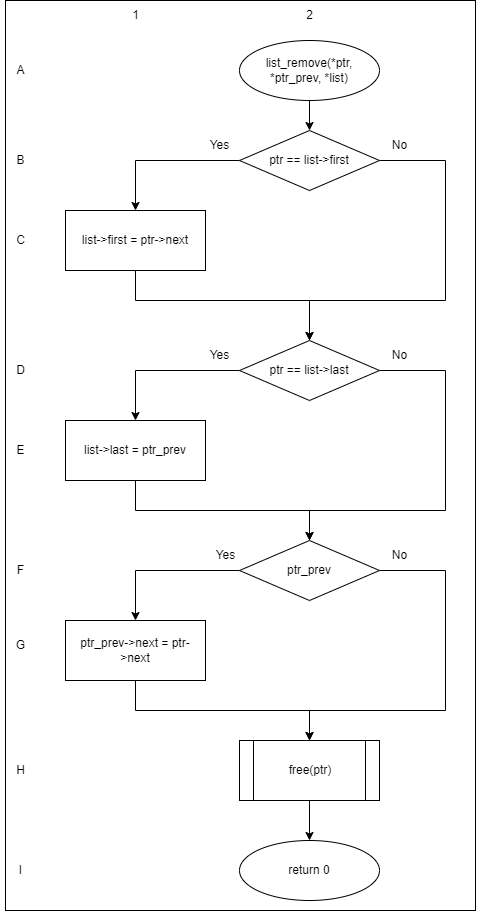 1
2
A
list_remove(*ptr,
*ptr_prev, *list)
Yes
No
B
ptr == list->first
C
list->first = ptr->next
Yes
No
D
ptr == list->last
E
list->last = ptr_prev
Yes
No
F
ptr_prev
G
ptr_prev->next = ptr-
>next
H
free(ptr)
I
return 0